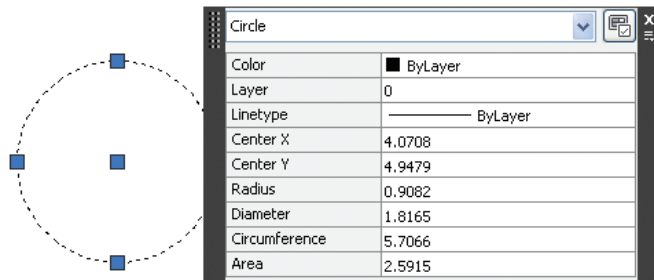 Circle
Color ByLayer
Layer 0
Linetype ByLayer
Center X 4.0708
Center Y 4.9479
Radius 0.9082
Diameter 1.8165
Circumference 5.7066
Area 2.5915